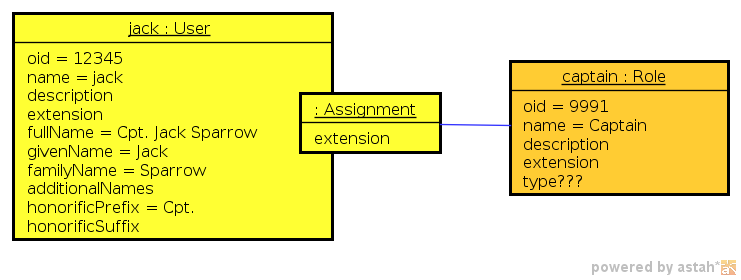 jack : User
oid = 12345
name = jack
description
extension
fullName = Cpt. Jack Sparrow
givenName = Jack
familyName = Sparrow
additionalNames
honorificPrefix = Cpt.
honorificSuffix
: Assignment
extension
captain : Role
oid = 9991
name = Captain
description
extension
type???
powered by astah*